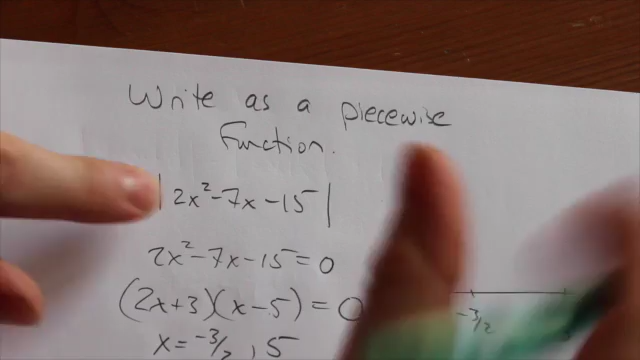 Write as a piecewise
Function.
|2x²-7x-15|
2x²-7x-15=0
(2x+3)(x-5)=0
x=-3/2, 5
-3/2